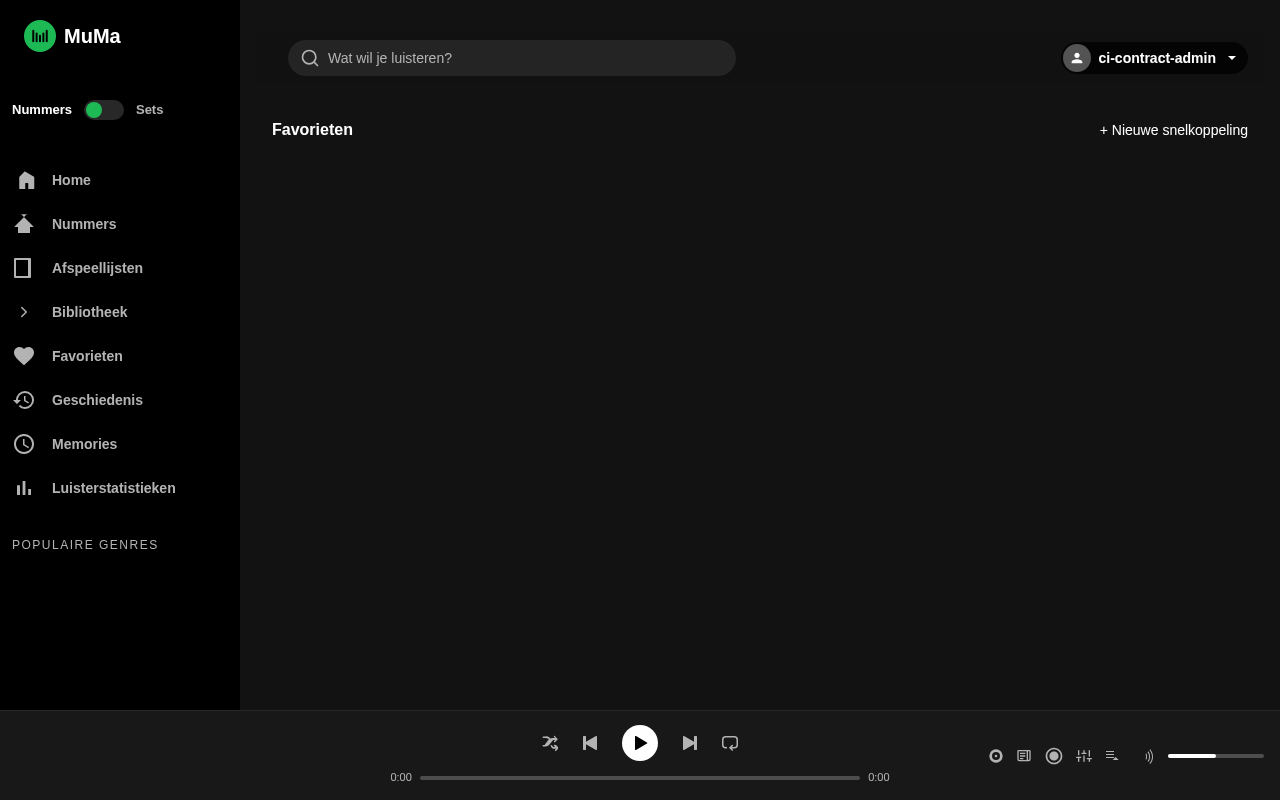 MuMa
Nummers Sets
Home
Nummers
Afspeellijsten
Bibliotheek
Favorieten
Geschiedenis
Memories
Luisterstatistieken
POPULAIRE GENRES
Wat wil je luisteren?
ci-contract-admin
Favorieten
+ Nieuwe snelkoppeling
0:00
0:00